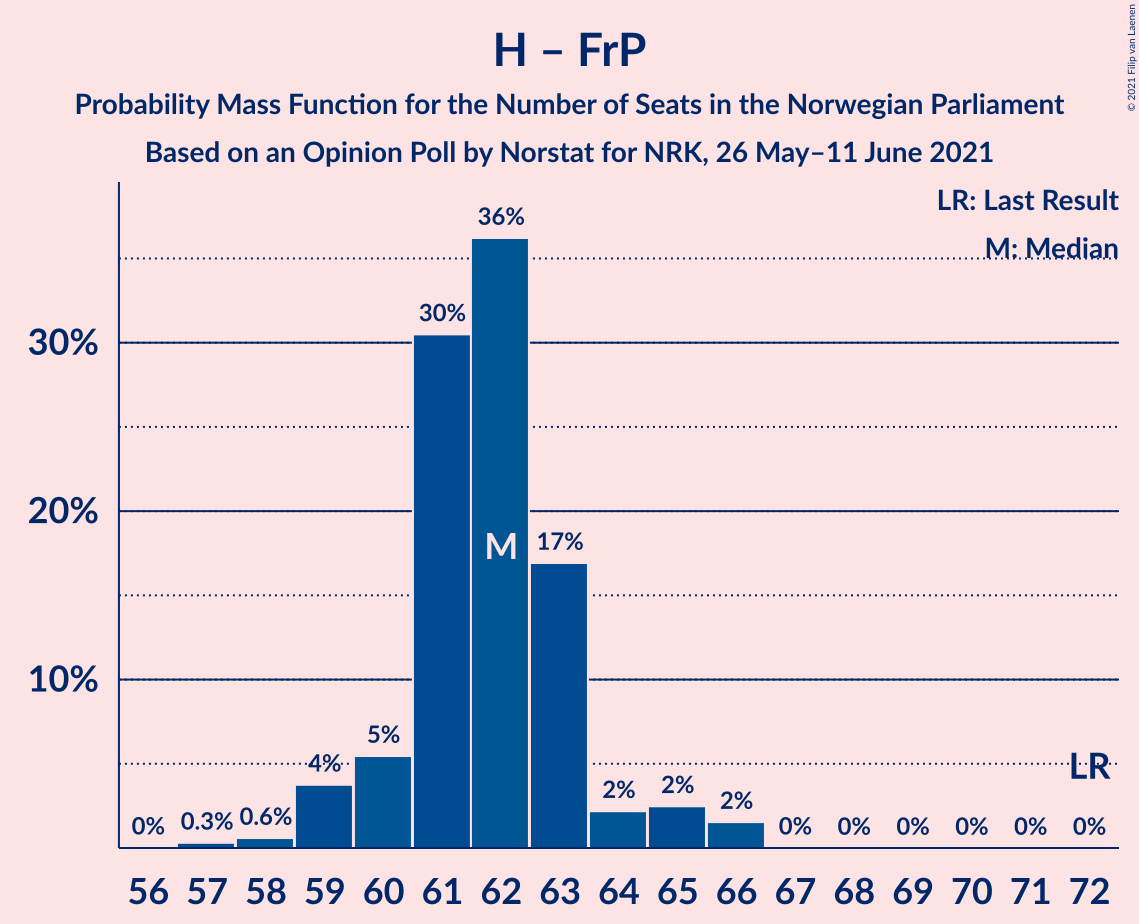 H – FrP
Probability Mass Function for the Number of Seats in the Norwegian Parliament
Based on an Opinion Poll by Norstat for NRK, 26 May–11 June 2021
© 2021 Filip van Laenen
LR: Last Result
M: Median
30%
20%
10%
0%
0.3%
0.6%
4%
5%
30%
36%
17%
2%
2%
2%
0%
0%
0%
0%
0%
0%
M
LR
56 57 58 59 60 61 62 63 64 65 66 67 68 69 70 71 72